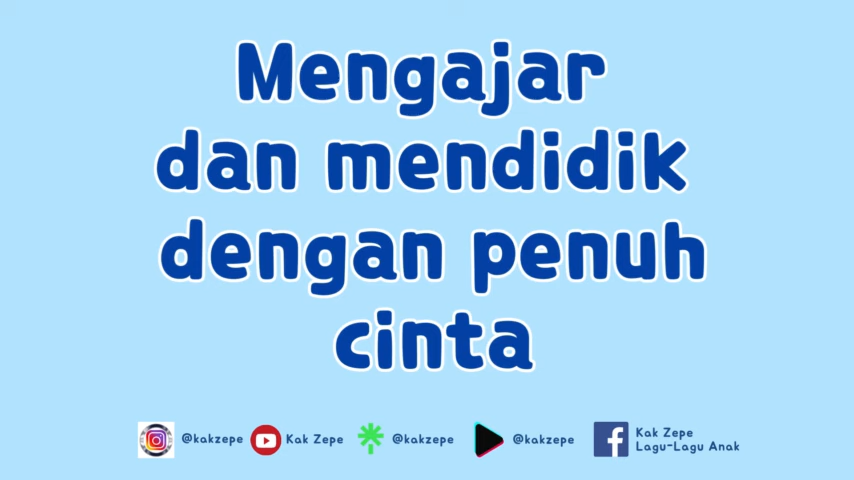 Mengajar
dan mendidik
dengan penuh
cinta
@kakzepe
Kak Zepe
@kakzepe
@kakzepe
Kak Zepe
Lagu-Lagu Anak